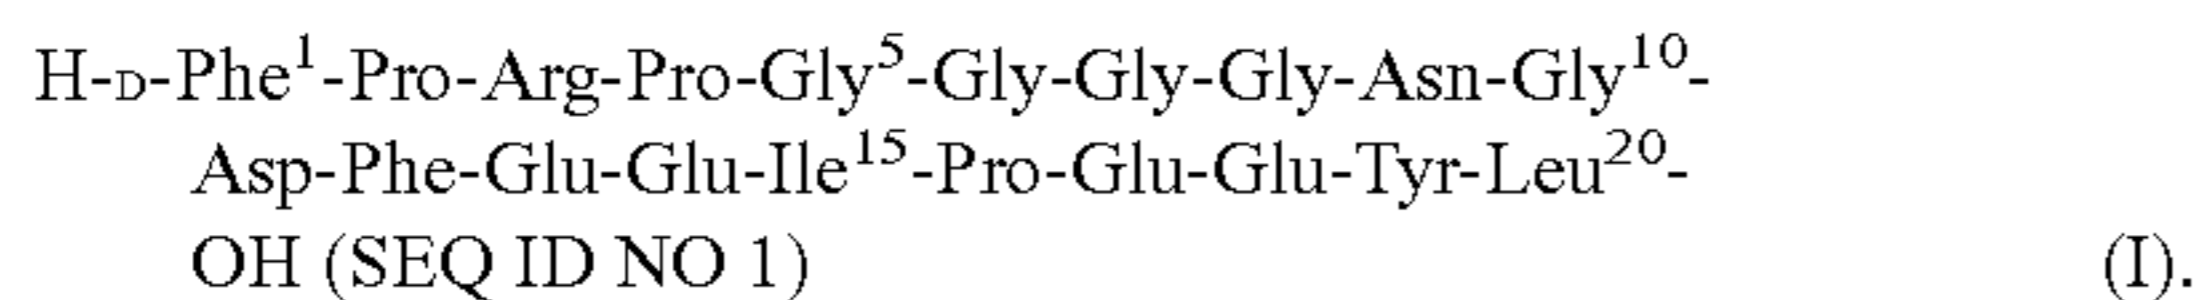 H-D-Phe¹-Pro-Arg-Pro-Gly⁵-Gly-Gly-Gly-Asn-Gly¹⁰-
Asp-Phe-Glu-Glu-Ile¹⁵-Pro-Glu-Glu-Tyr-Leu²⁰-
OH (SEQ ID NO 1) (I).